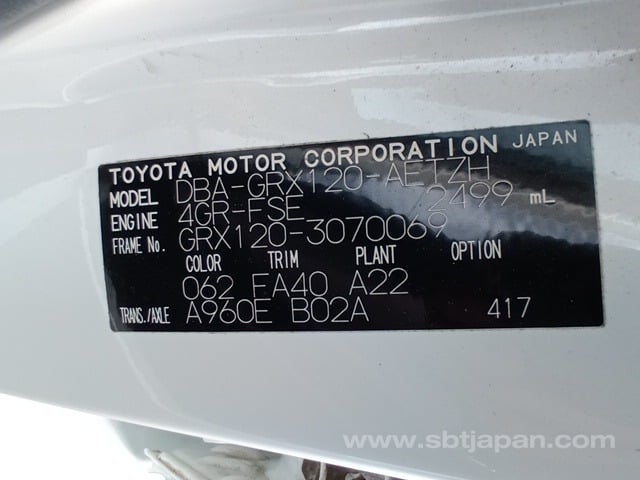 TOYOTA MOTOR CORPORATION JAPAN
MODEL DBA-GRX120-AETZH
ENGINE 4GR-FSE /2499 mL
FRAME No. GRX120-3070069
COLOR TRIM PLANT OPTION
062 FA40 A22
TRANS./AXLE A960E B02A 417
www.sbtjapan.com